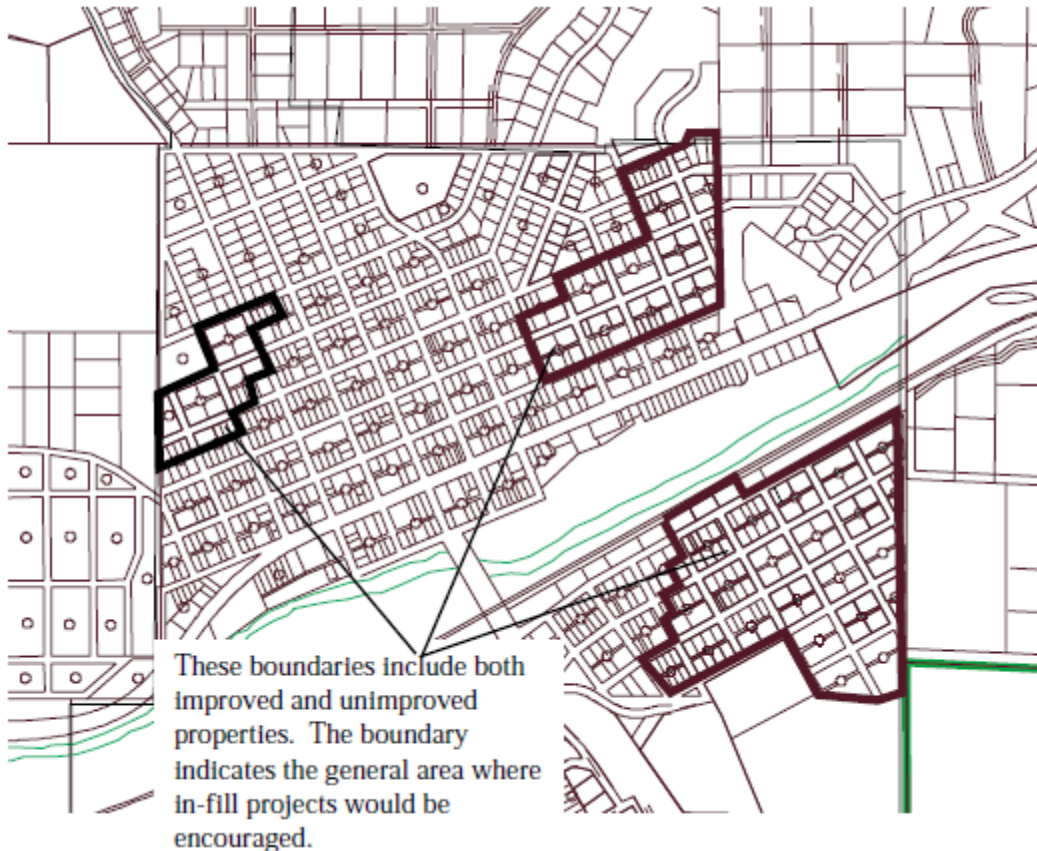 These boundaries include both
improved and unimproved
properties.  The boundary
indicates the general area where
in-fill projects would be
encouraged.